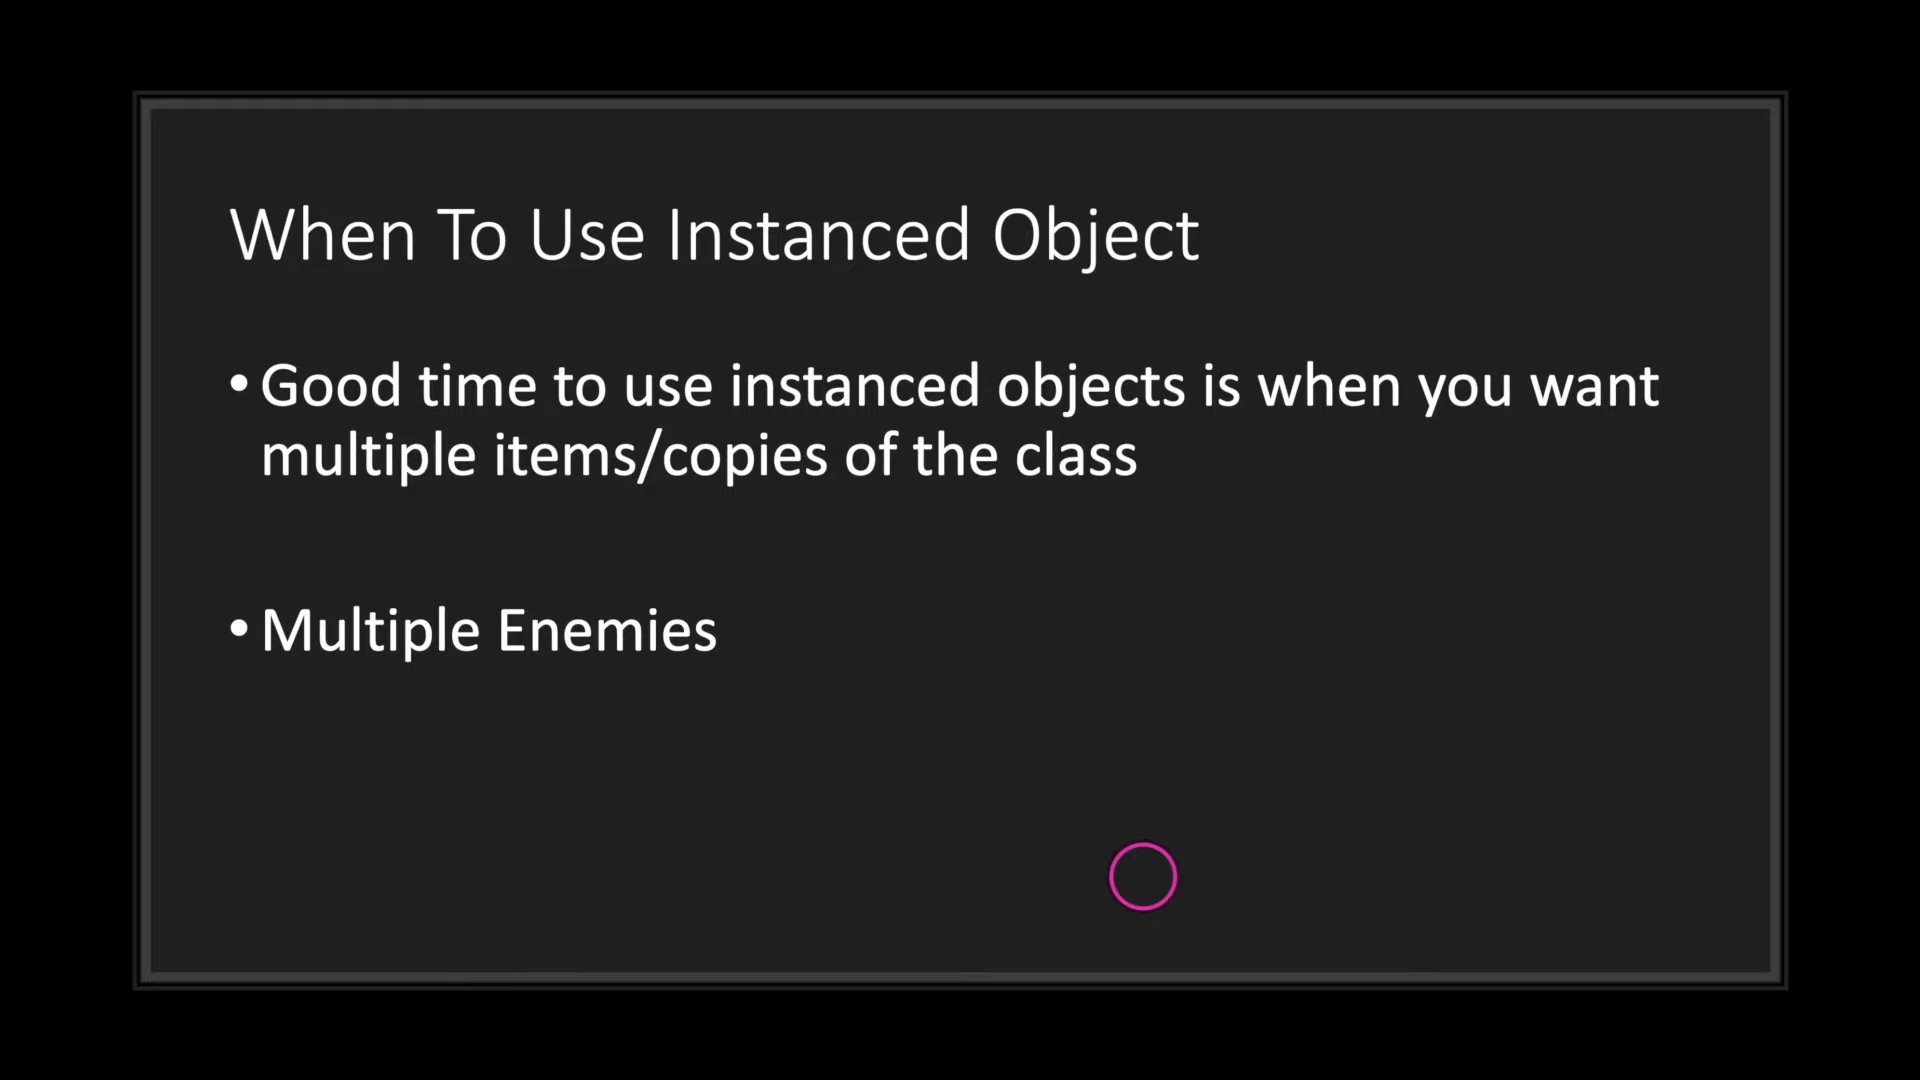 When To Use Instanced Object
• Good time to use instanced objects is when you want
multiple items/copies of the class
• Multiple Enemies